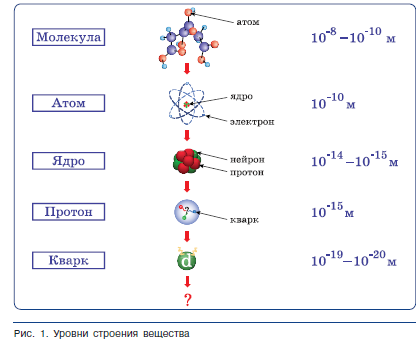 атом
Молекула
10⁻⁸ – 10⁻¹⁰ м
ядро
Атом
10⁻¹⁰ м
электрон
нейрон
Ядро
10⁻¹⁴ – 10⁻¹⁵ м
протон
Протон
10⁻¹⁵ м
?
кварк
Кварк
d
10⁻¹⁹ – 10⁻²⁰ м
?
Рис. 1. Уровни строения вещества